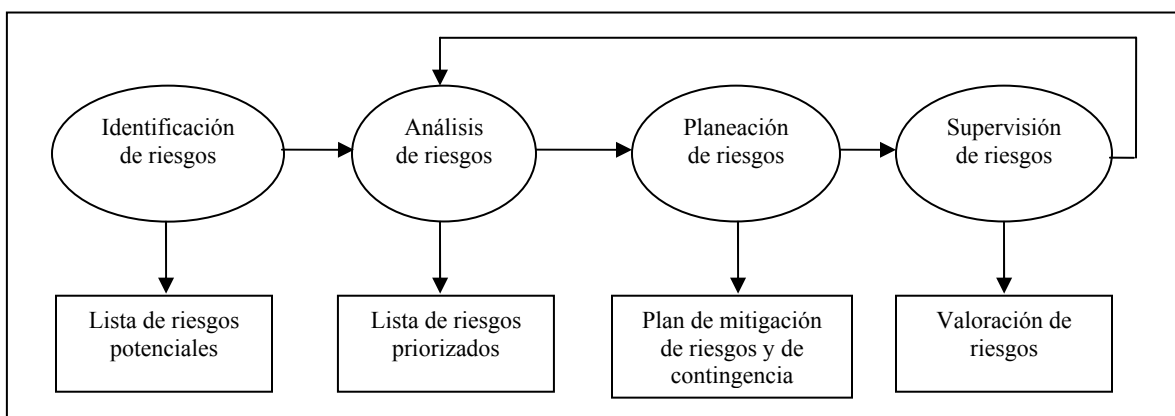 Identificación
de riesgos
Análisis
de riesgos
Planeación
de riesgos
Supervisión
de riesgos
Lista de riesgos
potenciales
Lista de riesgos
priorizados
Plan de mitigación
de riesgos y de
contingencia
Valoración de
riesgos